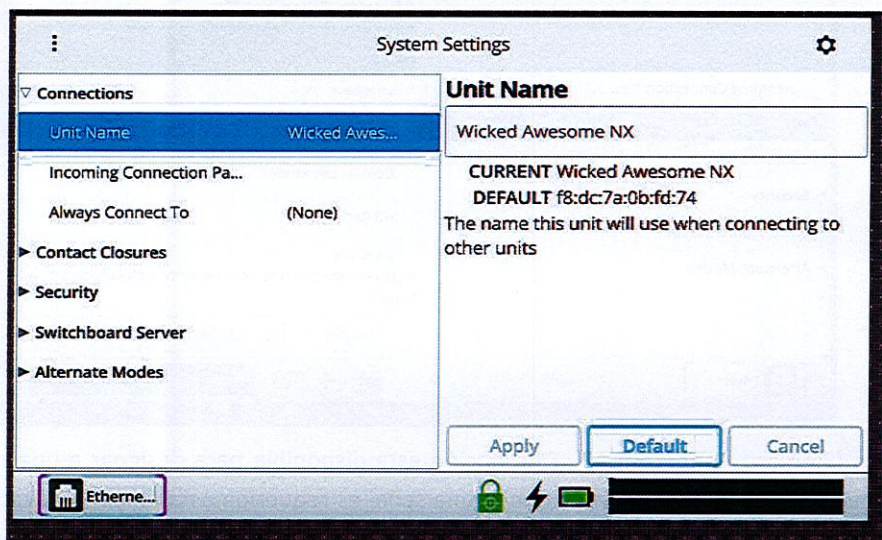 System Settings
Connections
Unit Name Wicked Awes...
Incoming Connection Pa...
Always Connect To (None)
Contact Closures
Security
Switchboard Server
Alternate Modes
Unit Name
Wicked Awesome NX
CURRENT Wicked Awesome NX
DEFAULT f8:dc:7a:0b:fd:74
The name this unit will use when connecting to
other units
Apply Default Cancel
Etherne...